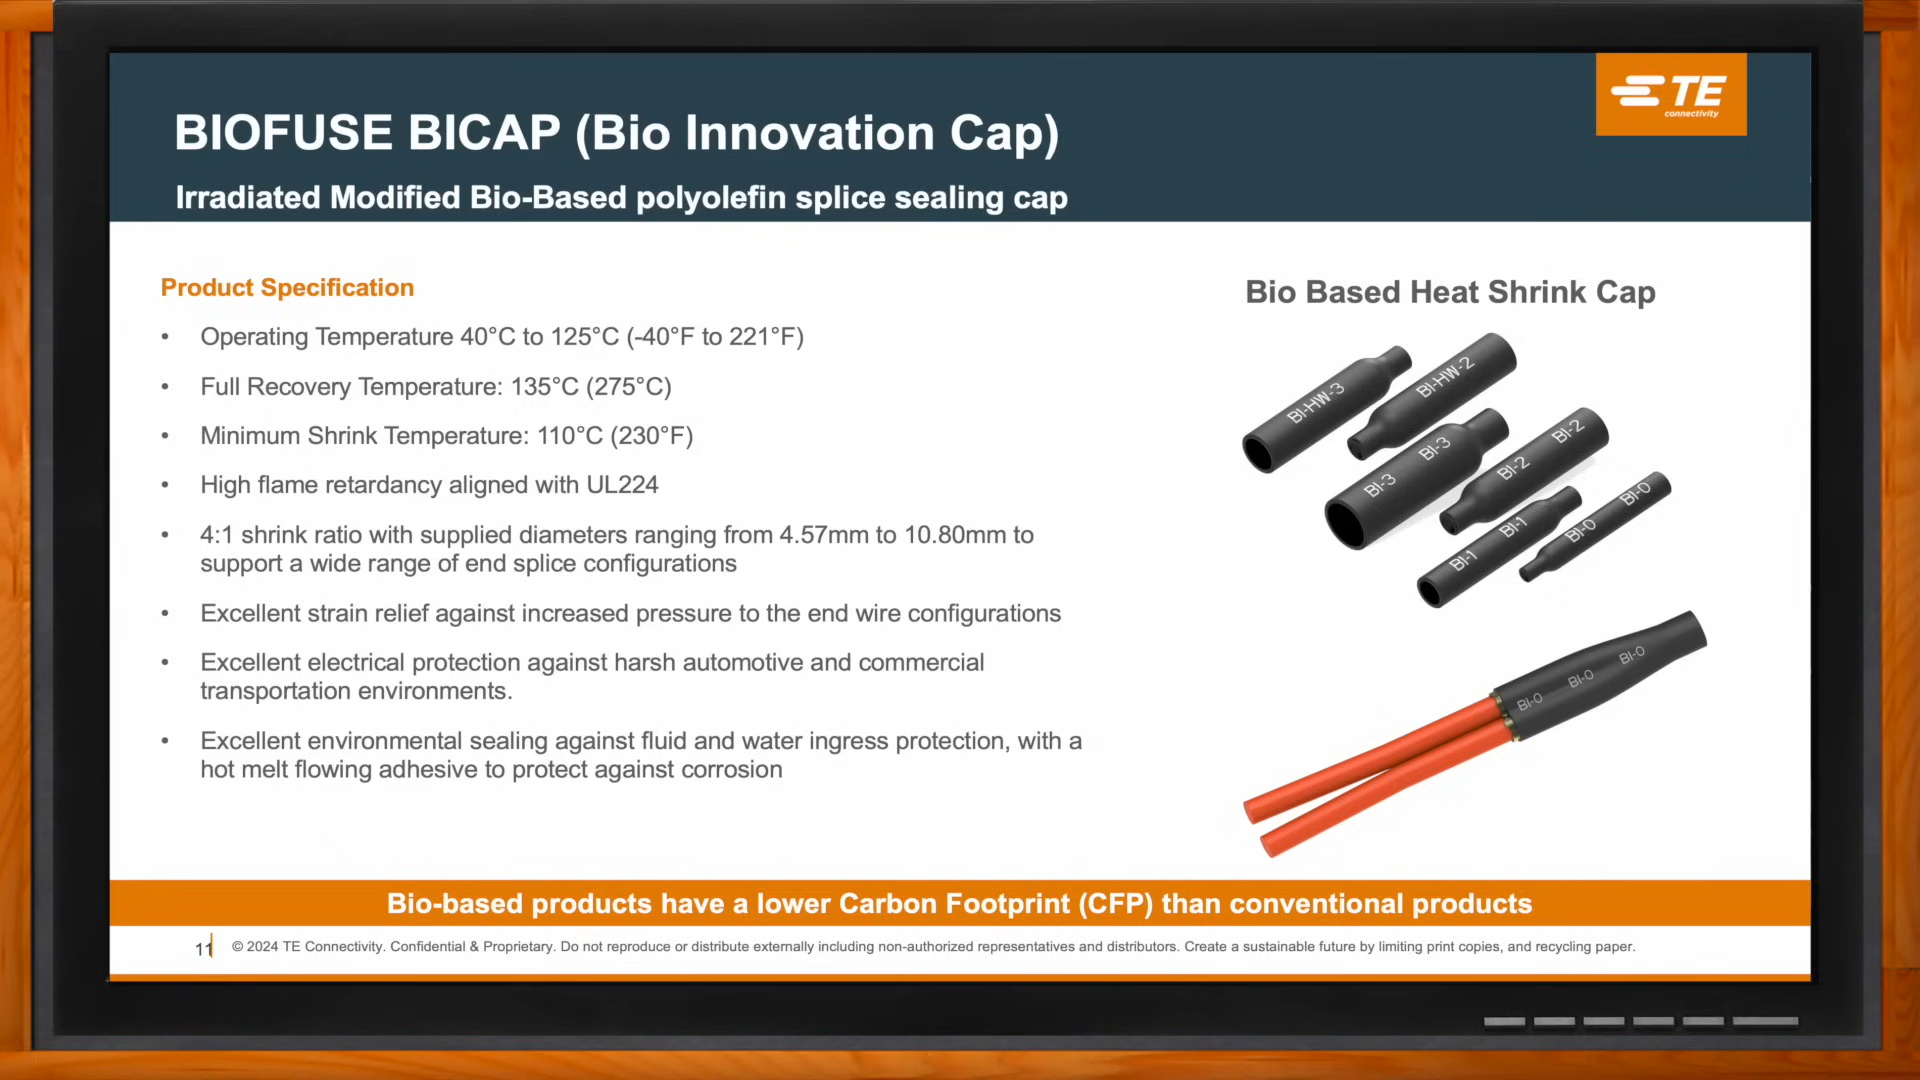 TE
connectivity
BIOFUSE BICAP (Bio Innovation Cap)
Irradiated Modified Bio-Based polyolefin splice sealing cap
Product Specification
• Operating Temperature 40°C to 125°C (-40°F to 221°F)
• Full Recovery Temperature: 135°C (275°C)
• Minimum Shrink Temperature: 110°C (230°F)
• High flame retardancy aligned with UL224
• 4:1 shrink ratio with supplied diameters ranging from 4.57mm to 10.80mm to
support a wide range of end splice configurations
• Excellent strain relief against increased pressure to the end wire configurations
• Excellent electrical protection against harsh automotive and commercial
transportation environments.
• Excellent environmental sealing against fluid and water ingress protection, with a
hot melt flowing adhesive to protect against corrosion
Bio Based Heat Shrink Cap
BI-HW-3
BI-HW-2
BI-3 BI-3
BI-2 BI-2
BI-1 BI-1
BI-0 BI-0
BI-0 BI-0 BI-0
Bio-based products have a lower Carbon Footprint (CFP) than conventional products
11
© 2024 TE Connectivity. Confidential & Proprietary. Do not reproduce or distribute externally including non-authorized representatives and distributors. Create a sustainable future by limiting print copies, and recycling paper.